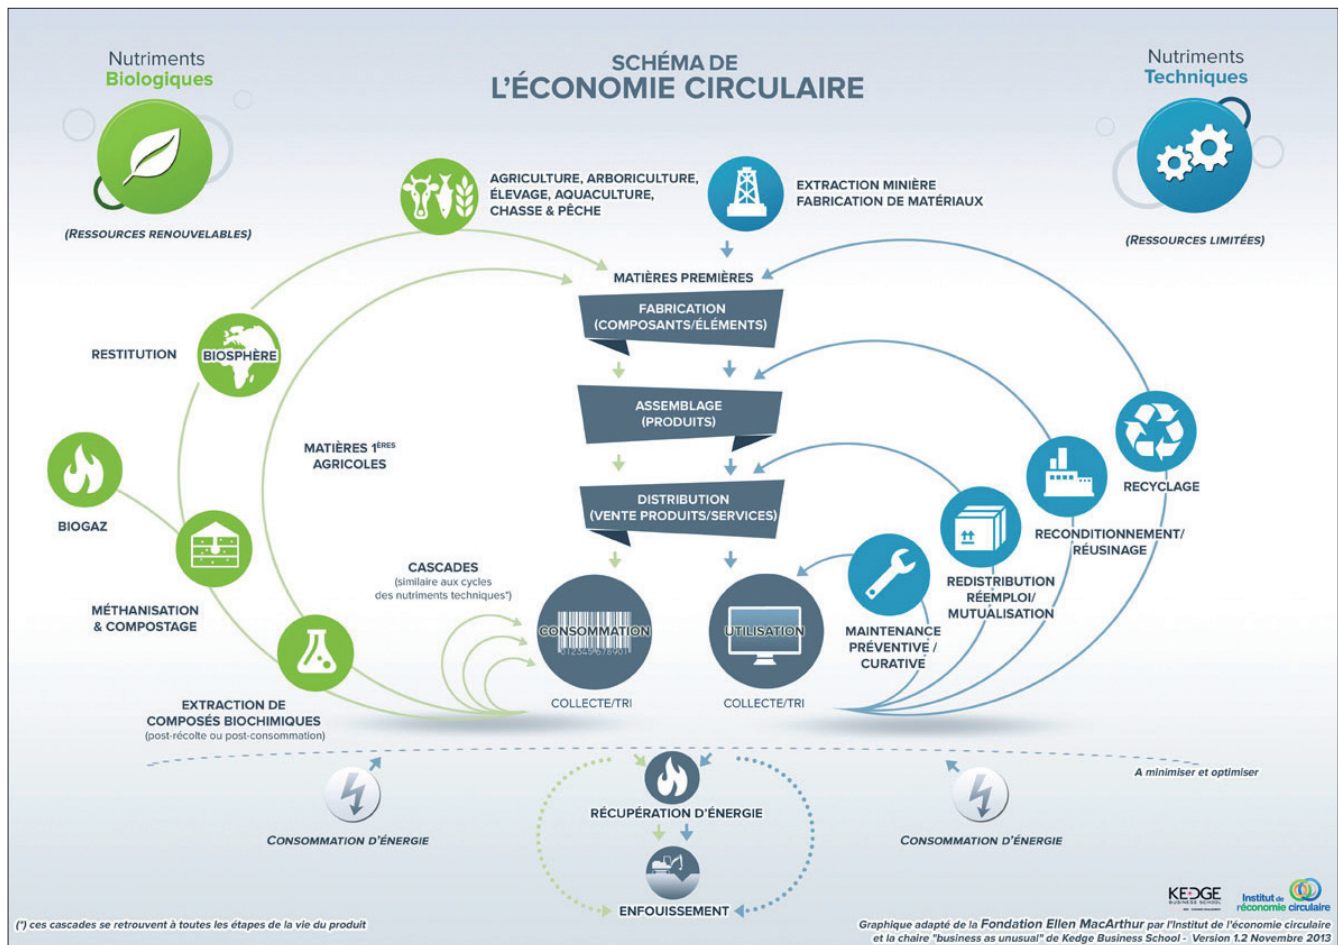 Nutriments
Biologiques
(RESSOURCES RENOUVELABLES)
SCHÉMA DE
L'ÉCONOMIE CIRCULAIRE
Nutriments
Techniques
(RESSOURCES LIMITÉES)
AGRICULTURE, ARBORICULTURE,
ÉLEVAGE, AQUACULTURE,
CHASSE & PÊCHE
EXTRACTION MINIÈRE
FABRICATION DE MATÉRIAUX
MATIÈRES PREMIÈRES
FABRICATION
(COMPOSANTS/ÉLÉMENTS)
RESTITUTION
BIOSPHÈRE
ASSEMBLAGE
(PRODUITS)
MATIÈRES 1ÈRES
AGRICOLES
BIOGAZ
RECYCLAGE
DISTRIBUTION
(VENTE PRODUITS/SERVICES)
RECONDITIONNEMENT/
RÉUSINAGE
MÉTHANISATION
& COMPOSTAGE
CASCADES
(similaire aux cycles
des nutriments techniques*)
REDISTRIBUTION
RÉEMPLOI/
MUTUALISATION
CONSOMMATION
012345678901
UTILISATION
MAINTENANCE
PRÉVENTIVE /
CURATIVE
EXTRACTION DE
COMPOSÉS BIOCHIMIQUES
(post-récolte ou post-consommation)
COLLECTE/TRI
COLLECTE/TRI
A minimiser et optimiser
CONSOMMATION D'ÉNERGIE
RÉCUPÉRATION D'ÉNERGIE
CONSOMMATION D'ÉNERGIE
ENFOUISSEMENT
KEDGE
BUSINESS SCHOOL
Institut de
l'économie circulaire
(*) ces cascades se retrouvent à toutes les étapes de la vie du produit
Graphique adapté de la Fondation Ellen MacArthur par l'Institut de l'économie circulaire
et la chaire "business as unusual" de Kedge Business School - Version 1.2 Novembre 2013